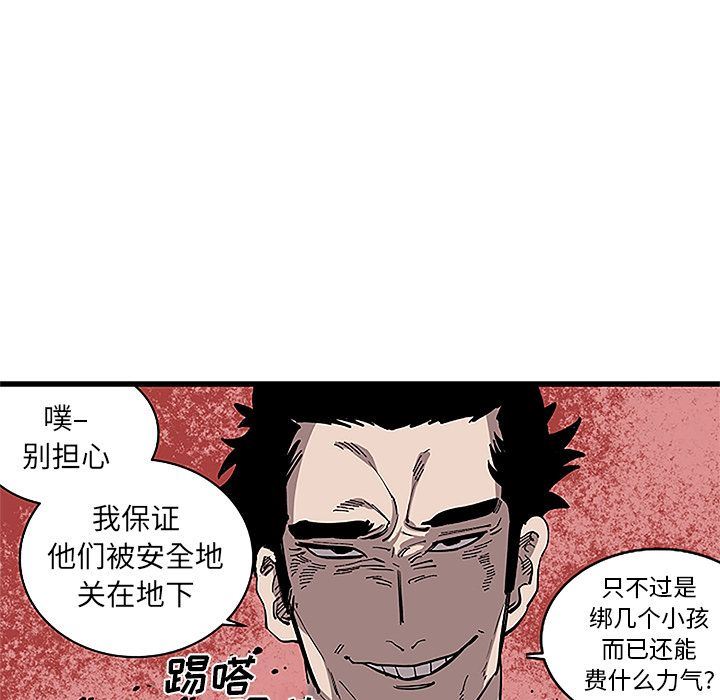 噗-
别担心
我保证
他们被安全地
关在地下
只不过是
绑几个小孩
而已还能
费什么力气?
踢嗒